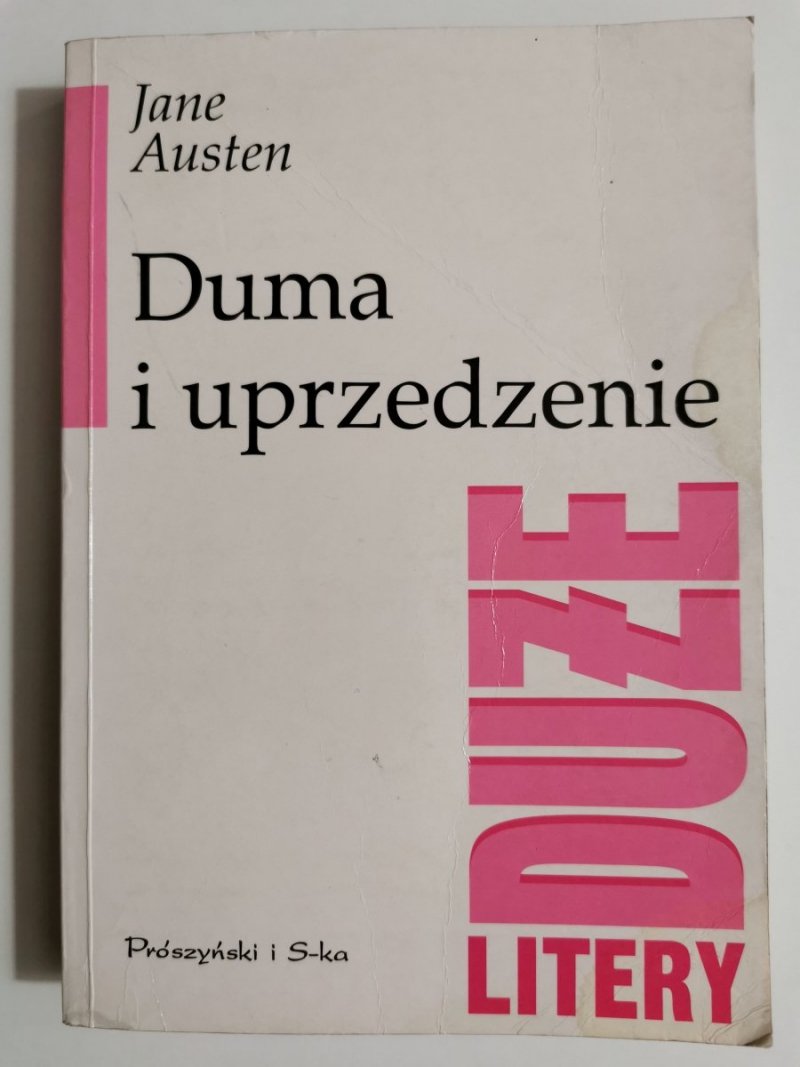 Jane
Austen
Duma
i uprzedzenie
DUŻE
LITERY
Prószyński i S-ka